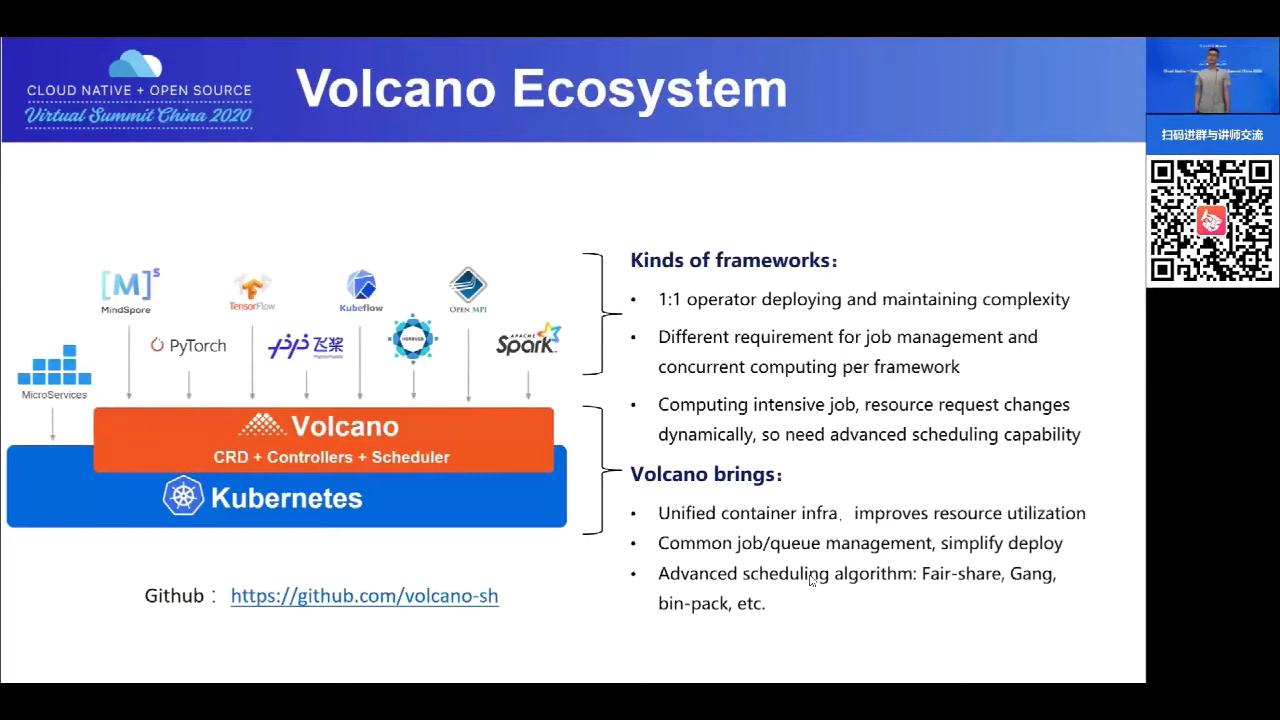 CLOUD NATIVE + OPEN SOURCE
Virtual Summit China 2020
Volcano Ecosystem
扫码进群与讲师交流
MindSpore
TensorFlow
Kubeflow
OPEN MPI
PyTorch
飞桨
APACHE
Spark
MicroServices
Volcano
CRD + Controllers + Scheduler
Kubernetes
Github： https://github.com/volcano-sh
Kinds of frameworks：
• 1:1 operator deploying and maintaining complexity
• Different requirement for job management and
concurrent computing per framework
• Computing intensive job, resource request changes
dynamically, so need advanced scheduling capability
Volcano brings：
• Unified container infra，improves resource utilization
• Common job/queue management, simplify deploy
• Advanced scheduling algorithm: Fair-share, Gang,
bin-pack, etc.